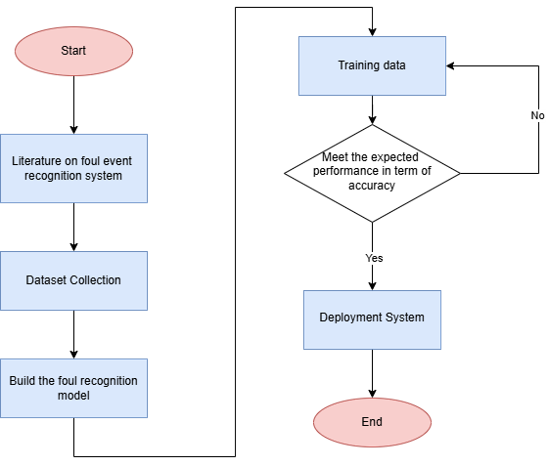 Start
Literature on foul event
recognition system
Dataset Collection
Build the foul recognition
model
Training data
No
Meet the expected
performance in term of
accuracy
Yes
Deployment System
End